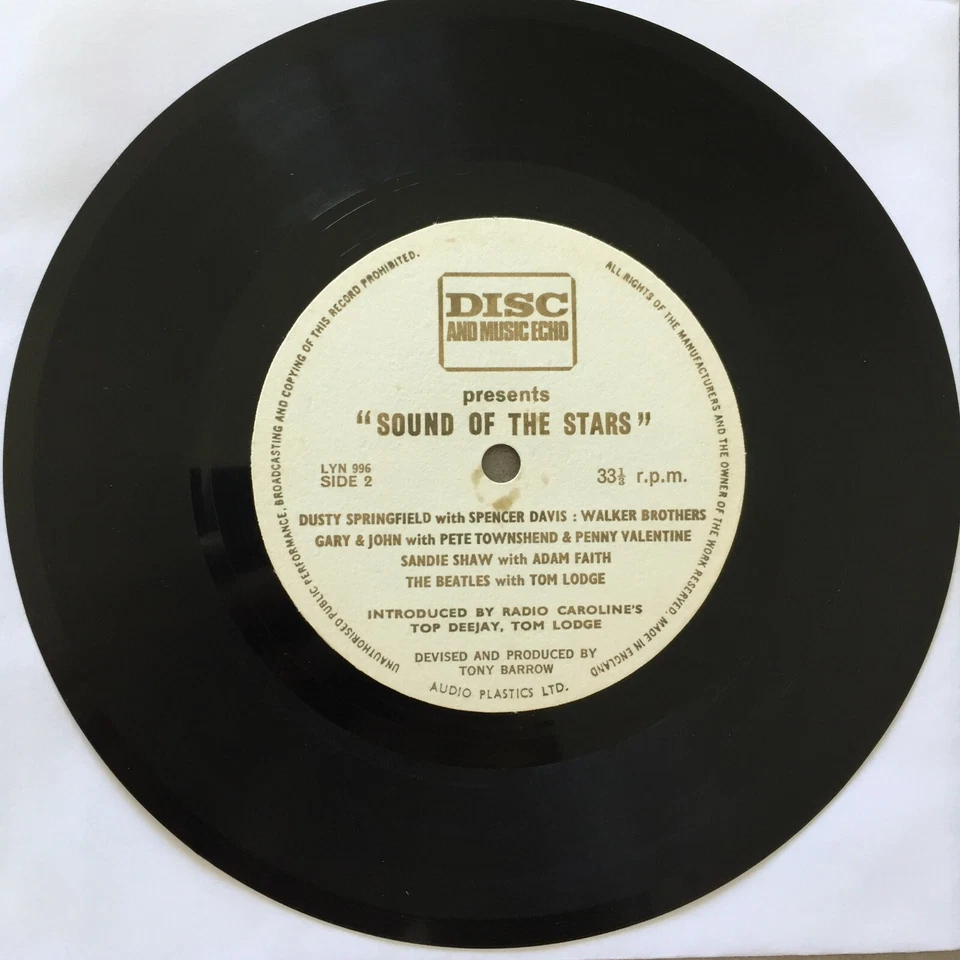 DISC
AND MUSIC ECHO
presents
"SOUND OF THE STARS"
LYN 996
SIDE 2
33⅓ r.p.m.
DUSTY SPRINGFIELD with SPENCER DAVIS : WALKER BROTHERS
GARY & JOHN with PETE TOWNSHEND & PENNY VALENTINE
SANDIE SHAW with ADAM FAITH
THE BEATLES with TOM LODGE
INTRODUCED BY RADIO CAROLINE'S
TOP DEEJAY, TOM LODGE
DEVISED AND PRODUCED BY
TONY BARROW
AUDIO PLASTICS LTD.
UNAUTHORISED PUBLIC PERFORMANCE, BROADCASTING AND COPYING OF THIS RECORD PROHIBITED.
ALL RIGHTS OF THE MANUFACTURERS AND THE OWNER OF THE WORK RESERVED. MADE IN ENGLAND